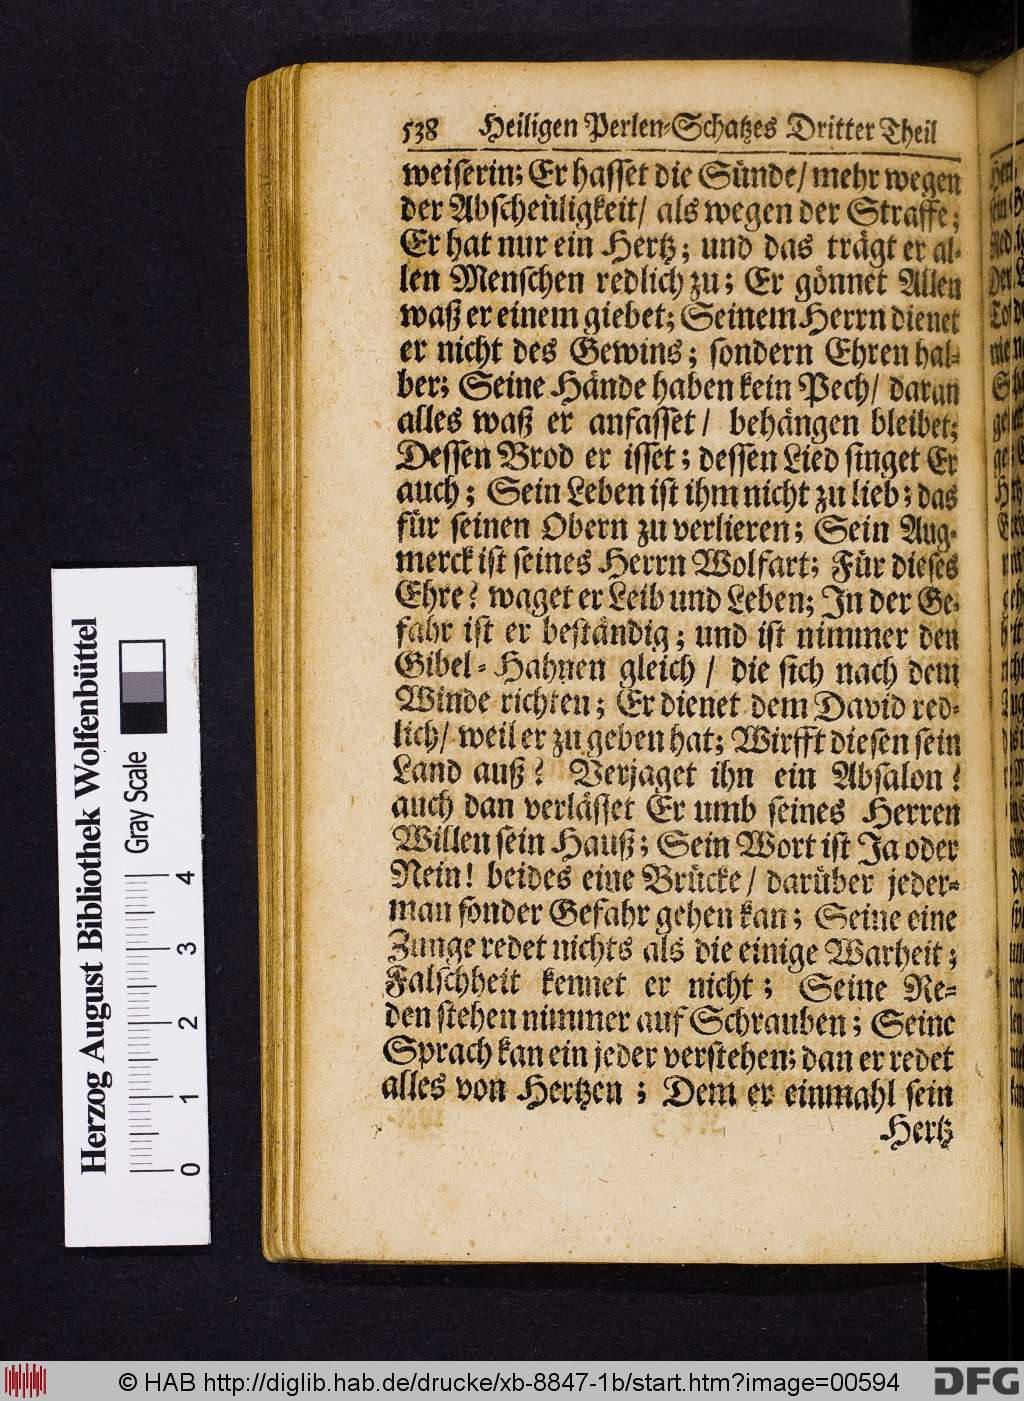 538 Heiligen Perlen-Schatzes Dritter Theil
weiserin; Er hasset die Sünde/ mehr wegen
der Abscheuligkeit/ als wegen der Straffe;
Er hat nur ein Hertz; und das trägt er al-
len Menschen redlich zu; Er gönnet Allen
waß er einem giebet; Seinem Herrn dienet
er nicht des Gewins; sondern Ehren hal-
ber; Seine Hände haben kein Pech/ daran
alles waß er anfasset/ behängen bleibet;
Dessen Brod er isset; dessen Lied singet Er
auch; Sein Leben ist ihm nicht zu lieb; das
für seinen Obern zu verlieren; Sein Aug-
merck ist seines Herrn Wolfart; Für dieses
Ehre? waget er Leib und Leben; In der Ge-
fahr ist er beständig; und ist nimmer den
Gibel-Hahnen gleich / die sich nach dem
Winde richten; Er dienet dem David red-
lich/ weil er zu geben hat; Wirfft diesen sein
Land auß? Verjaget ihn ein Absalon?
auch dan verlässet Er umb seines Herren
Willen sein Hauß; Sein Wort ist Ja oder
Nein! beides eine Brücke/ darüber jeder-
man sonder Gefahr gehen kan; Seine eine
Zunge redet nichts als die einige Warheit;
Falschheit kennet er nicht; Seine Re-
den stehen nimmer auf Schrauben; Seine
Sprach kan ein jeder verstehen; dan er redet
alles von Hertzen; Dem er einmahl sein
Hertz
Herzog August Bibliothek Wolfenbüttel
Gray Scale
0 1 2 3 4
© HAB http://diglib.hab.de/drucke/xb-8847-1b/start.htm?image=00594
DFG